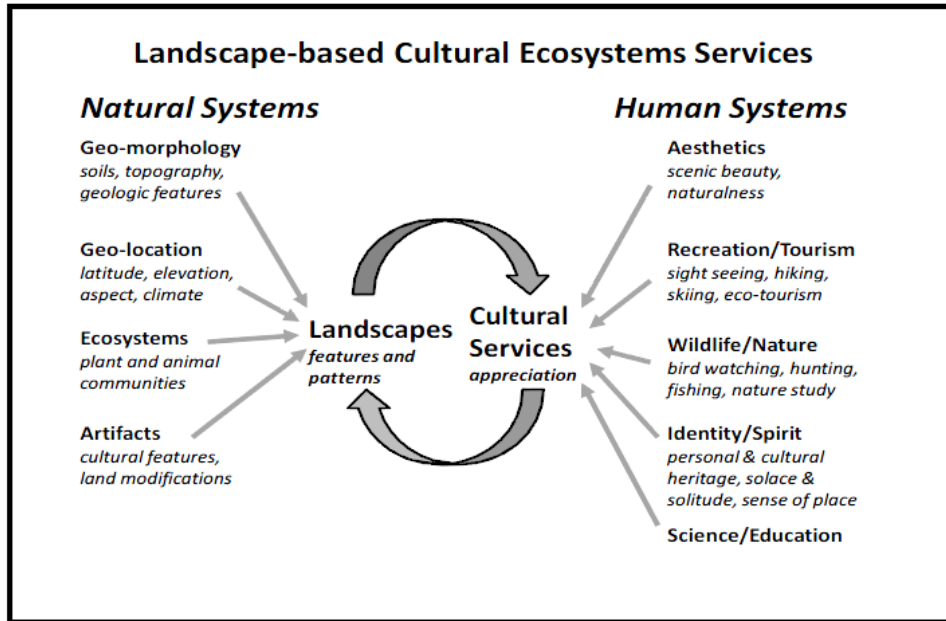 Landscape-based Cultural Ecosystems Services
Natural Systems
Geo-morphology
soils, topography,
geologic features
Geo-location
latitude, elevation,
aspect, climate
Ecosystems
plant and animal
communities
Artifacts
cultural features,
land modifications
Landscapes
features and
patterns
Cultural
Services
appreciation
Human Systems
Aesthetics
scenic beauty,
naturalness
Recreation/Tourism
sight seeing, hiking,
skiing, eco-tourism
Wildlife/Nature
bird watching, hunting,
fishing, nature study
Identity/Spirit
personal & cultural
heritage, solace &
solitude, sense of place
Science/Education